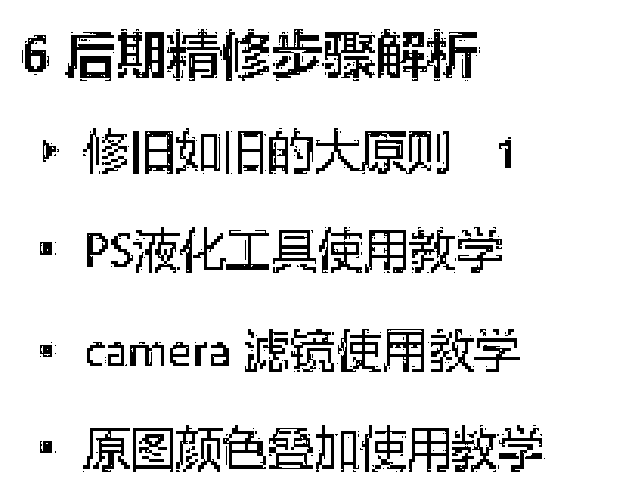 6 后期精修步骤解析
修旧如旧的大原则 1
PS液化工具使用教学
camera 滤镜使用教学
原图颜色叠加使用教学